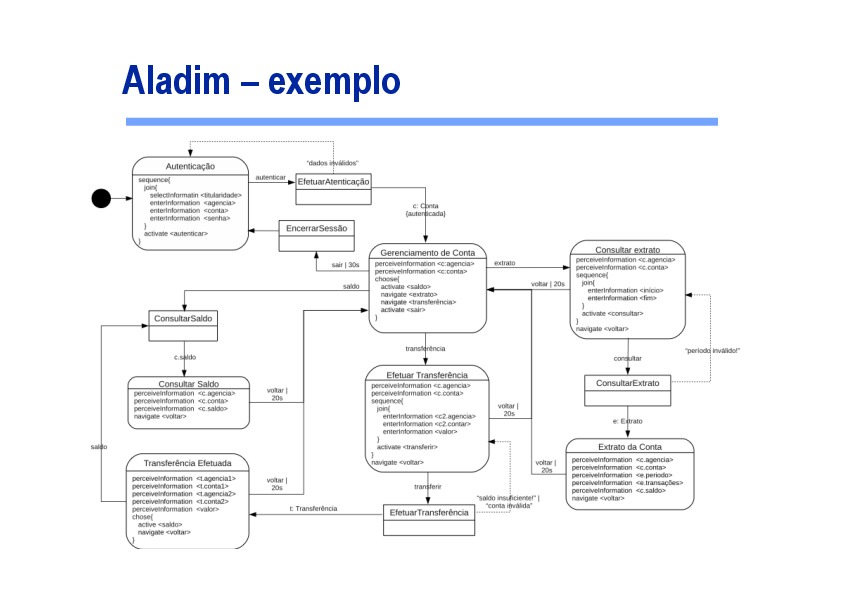 Aladim – exemplo
"dados inválidos"
Autenticação
sequence{
join{
selectInformatin <titularidade>
enterInformation <agencia>
enterInformation <conta>
enterInformation <senha>
}
activate <autenticar>
}
autenticar
EfetuarAtenticação
c: Conta
{autenticada}
EncerrarSessão
sair | 30s
Gerenciamento de Conta
perceiveInformation <c:agencia>
perceiveInformation <c:conta>
choose{
activate <saldo>
navigate <extrato>
navigate <transferência>
activate <sair>
}
extrato
voltar | 20s
Consultar extrato
perceiveInformation <c.agencia>
perceiveInformation <c.conta>
sequence{
join{
enterInformation <início>
enterInformation <fim>
}
activate <consultar>
}
navigate <voltar>
saldo
ConsultarSaldo
c.saldo
transferência
consultar
"período inválido!"
Consultar Saldo
perceiveInformation <c.agencia>
perceiveInformation <c.conta>
perceiveInformation <c.saldo>
navigate <voltar>
voltar |
20s
Efetuar Transferência
perceiveInformation <c.agencia>
perceiveInformation <c.conta>
sequence{
join{
enterInformation <c2.agencia>
enterInformation <c2.contar>
enterInformation <valor>
}
activate <transferir>
}
navigate <voltar>
voltar |
20s
ConsultarExtrato
e: Extrato
saldo
Transferência Efetuada
perceiveInformation <t.agencia1>
perceiveInformation <t.conta1>
perceiveInformation <t.agencia2>
perceiveInformation <t.conta2>
perceiveInformation <valor>
chose{
active <saldo>
navigate <voltar>
}
voltar |
20s
voltar |
20s
Extrato da Conta
perceiveInformation <c.agencia>
perceiveInformation <c.conta>
perceiveInformation <e.periodo>
perceiveInformation <e.transações>
perceiveInformation <c.saldo>
navigate <voltar>
transferir
"saldo insuficiente!" |
"conta inválida"
t: Transferência
EfetuarTransferência